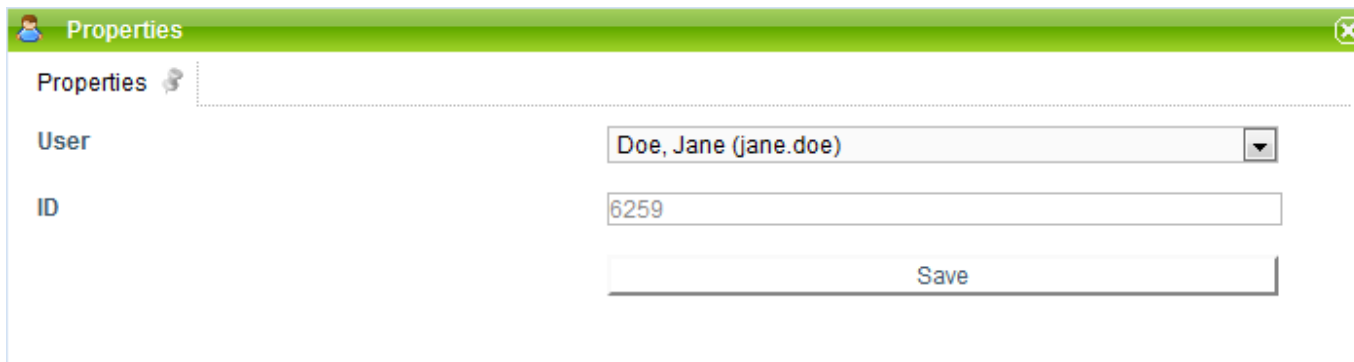 Properties
Properties
User
Doe, Jane (jane.doe)
ID
6259
Save